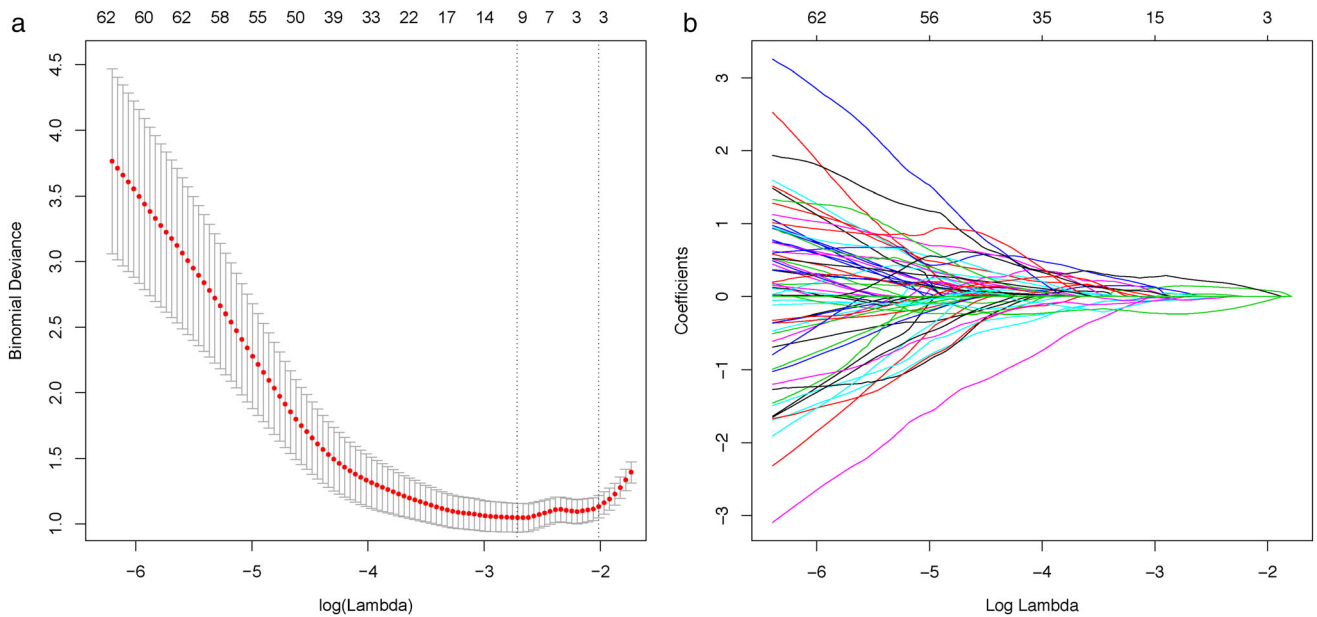 a
62 60 62 62 58 55 50 39 33 22 17 14 9 7 3 3
4.5
4.0
3.5
3.0
2.5
2.0
1.5
1.0
Binomial Deviance
−6 −5 −4 −3 −2
log(Lambda)
b
62 56 35 15 3
3
2
1
0
−1
−2
−3
Coefficients
−6 −5 −4 −3 −2
Log Lambda